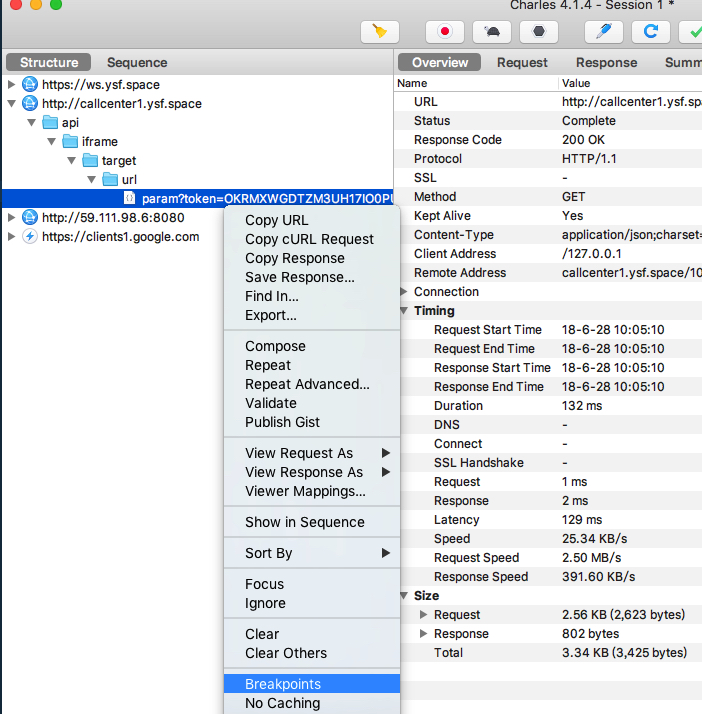 Charles 4.1.4 - Session 1 *
Structure
Sequence
Overview
Request
Response
Summ
https://ws.ysf.space
http://callcenter1.ysf.space
api
iframe
target
url
param?token=OKRMXWGDTZM3UH17IO0PU
http://59.111.98.6:8080
https://clients1.google.com
Copy URL
Copy cURL Request
Copy Response
Save Response...
Find In...
Export...
Compose
Repeat
Repeat Advanced...
Validate
Publish Gist
View Request As
View Response As
Viewer Mappings...
Show in Sequence
Sort By
Focus
Ignore
Clear
Clear Others
Breakpoints
No Caching
Name Value
URL http://callcenter1.ysf.sp
Status Complete
Response Code 200 OK
Protocol HTTP/1.1
SSL -
Method GET
Kept Alive Yes
Content-Type application/json;charset=
Client Address /127.0.0.1
Remote Address callcenter1.ysf.space/10
Connection
Timing
Request Start Time 18-6-28 10:05:10
Request End Time 18-6-28 10:05:10
Response Start Time 18-6-28 10:05:10
Response End Time 18-6-28 10:05:10
Duration 132 ms
DNS -
Connect -
SSL Handshake -
Request 1 ms
Response 2 ms
Latency 129 ms
Speed 25.34 KB/s
Request Speed 2.50 MB/s
Response Speed 391.60 KB/s
Size
Request 2.56 KB (2,623 bytes)
Response 802 bytes
Total 3.34 KB (3,425 bytes)